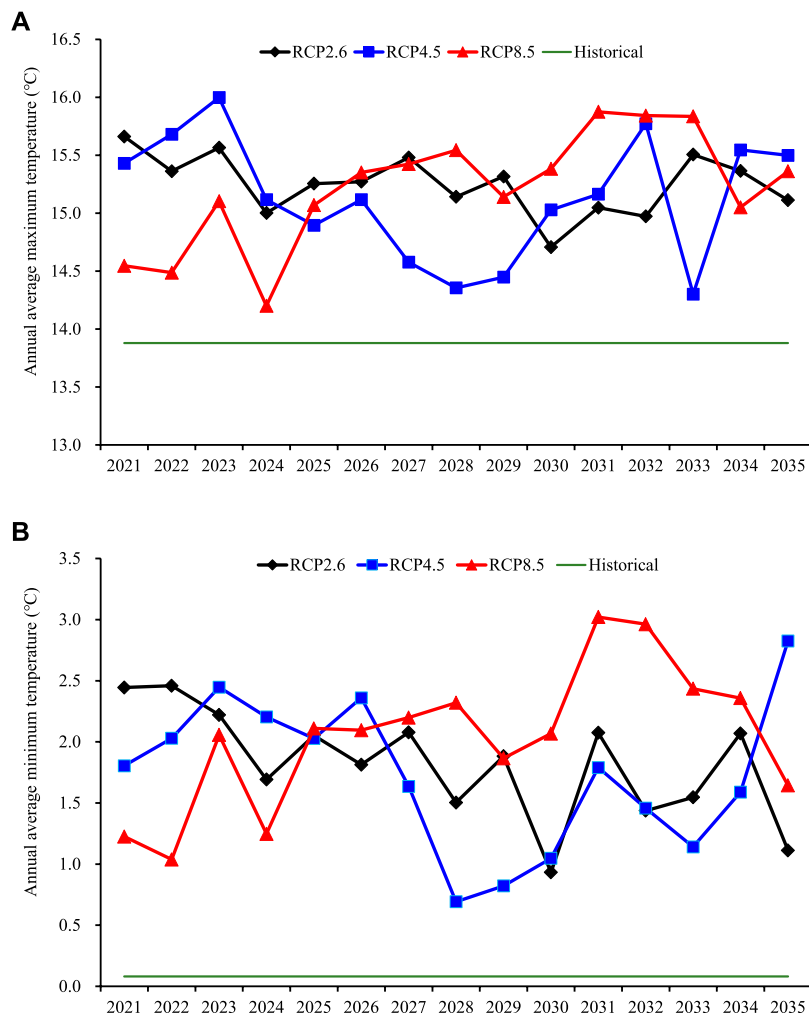 A
Annual average maximum temperature (℃)
16.5
16.0
15.5
15.0
14.5
14.0
13.5
13.0
RCP2.6 RCP4.5 RCP8.5 Historical
2021 2022 2023 2024 2025 2026 2027 2028 2029 2030 2031 2032 2033 2034 2035
B
Annual average minimum temperature (℃)
3.5
3.0
2.5
2.0
1.5
1.0
0.5
0.0
RCP2.6 RCP4.5 RCP8.5 Historical
2021 2022 2023 2024 2025 2026 2027 2028 2029 2030 2031 2032 2033 2034 2035